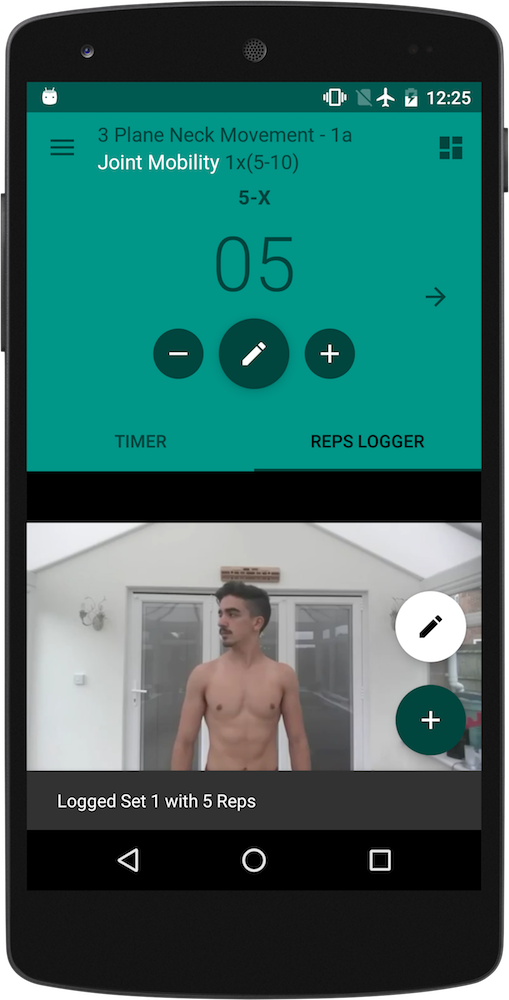 12:25
3 Plane Neck Movement - 1a
Joint Mobility 1x(5-10)
5-X
05
TIMER
REPS LOGGER
Logged Set 1 with 5 Reps